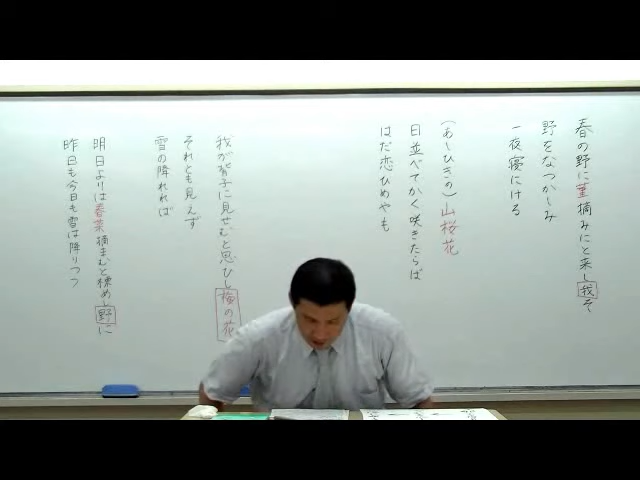 春の野に菫摘みにと来し我そ
野をなつかしみ
一夜寝にける
(あしひきの)山桜花
日並べてかく咲きたらば
はだ恋ひめやも
我が背子に見せむと思ひし梅の花
それとも見えず
雪の降れれば
明日よりは春菜摘まむと標めし野に
昨日も今日も雪は降りつつ